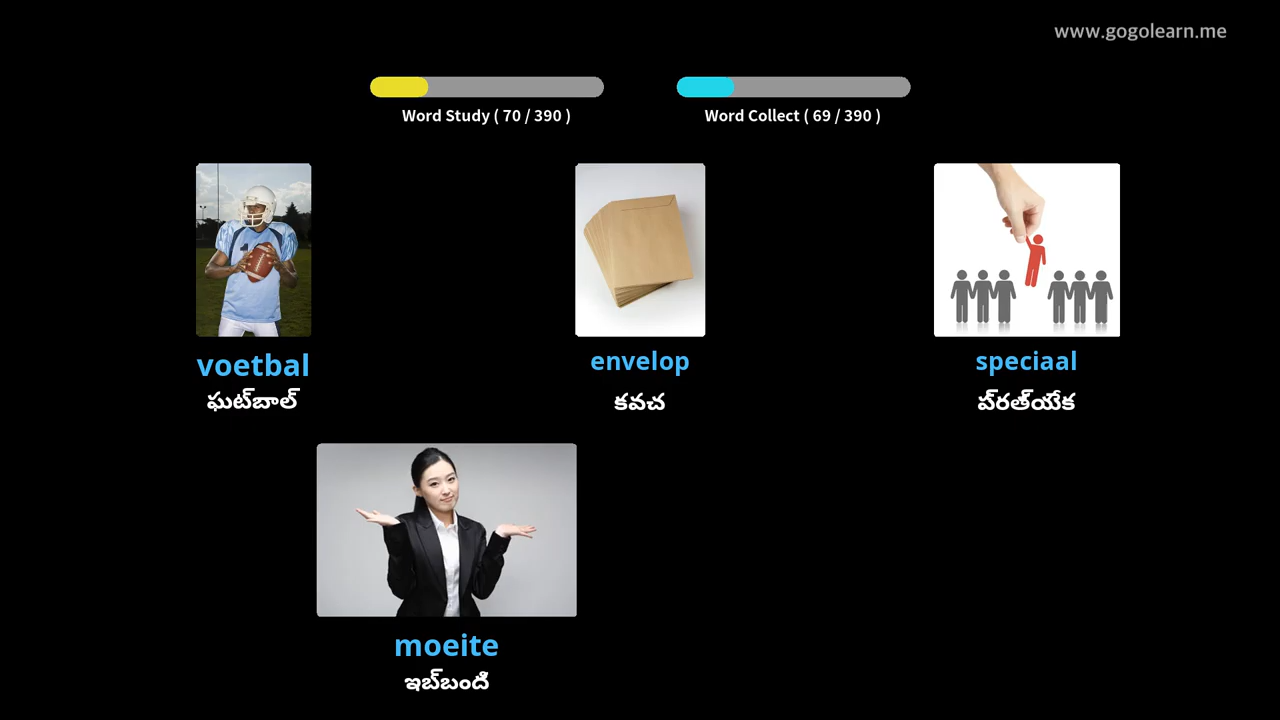 www.gogolearn.me
Word Study ( 70 / 390 )
Word Collect ( 69 / 390 )
voetbal
ఫుట్‌బాల్
envelop
కవచ
speciaal
ప్రత్యేక
moeite
ఇబ్బంది